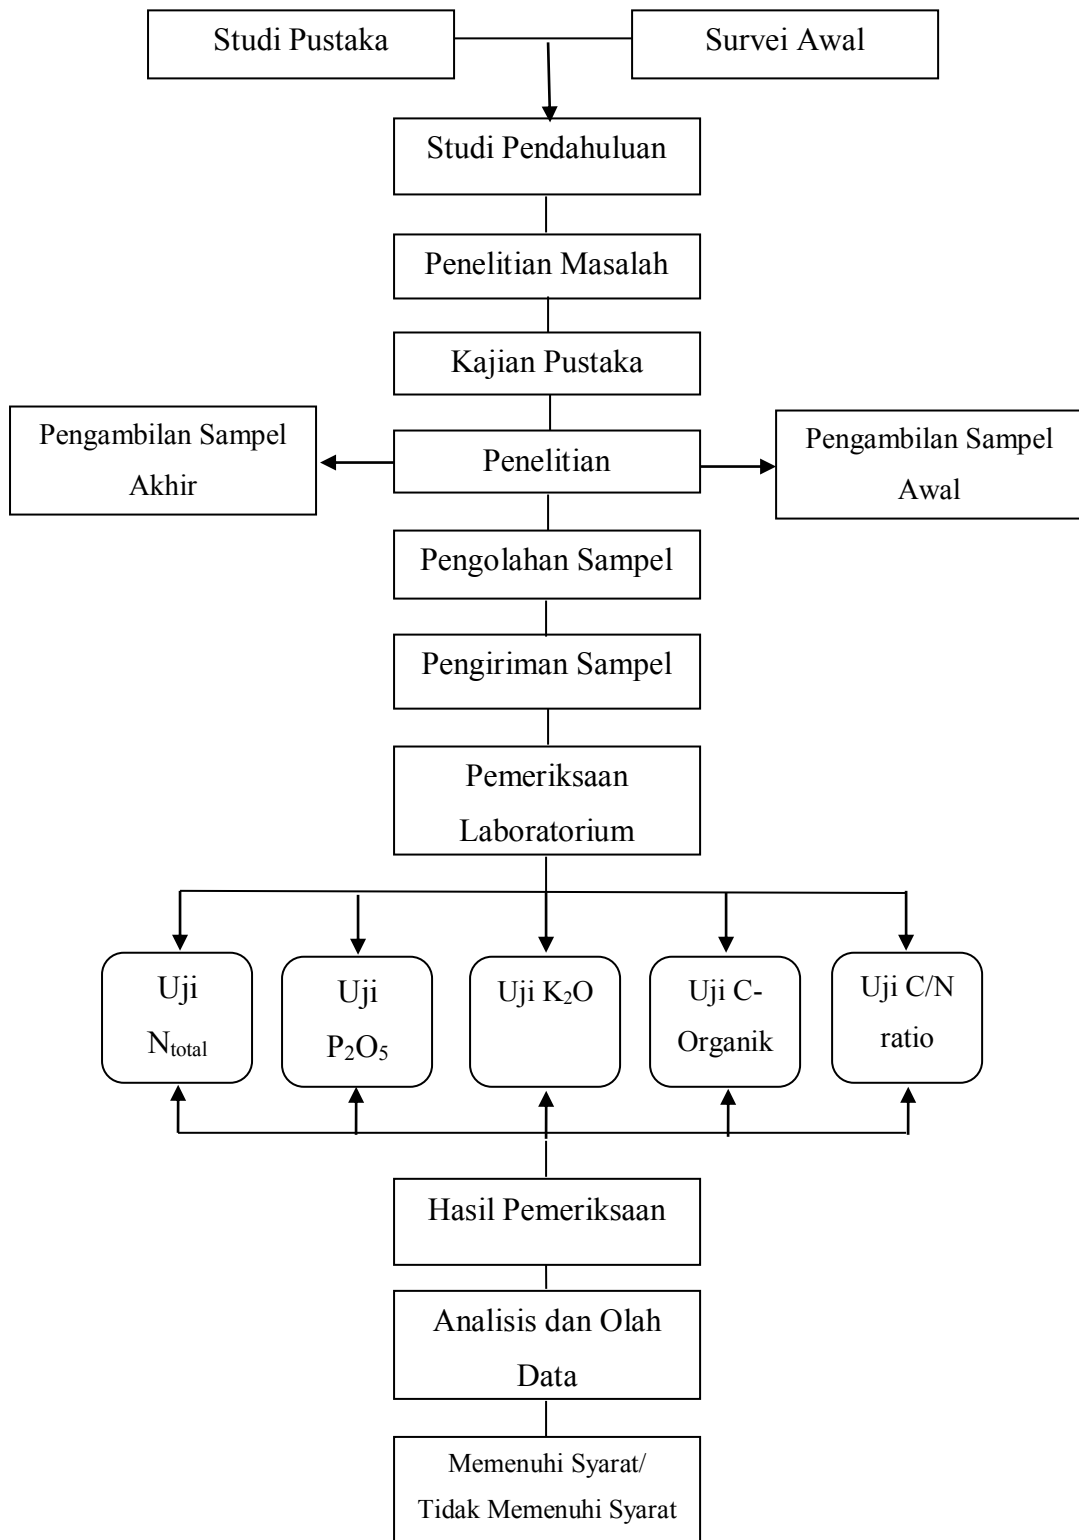 Studi Pustaka
Survei Awal
Studi Pendahuluan
Penelitian Masalah
Kajian Pustaka
Pengambilan Sampel
Akhir
Penelitian
Pengambilan Sampel
Awal
Pengolahan Sampel
Pengiriman Sampel
Pemeriksaan
Laboratorium
Uji
Ntotal
Uji
P₂O₅
Uji K₂O
Uji C-
Organik
Uji C/N
ratio
Hasil Pemeriksaan
Analisis dan Olah
Data
Memenuhi Syarat/
Tidak Memenuhi Syarat